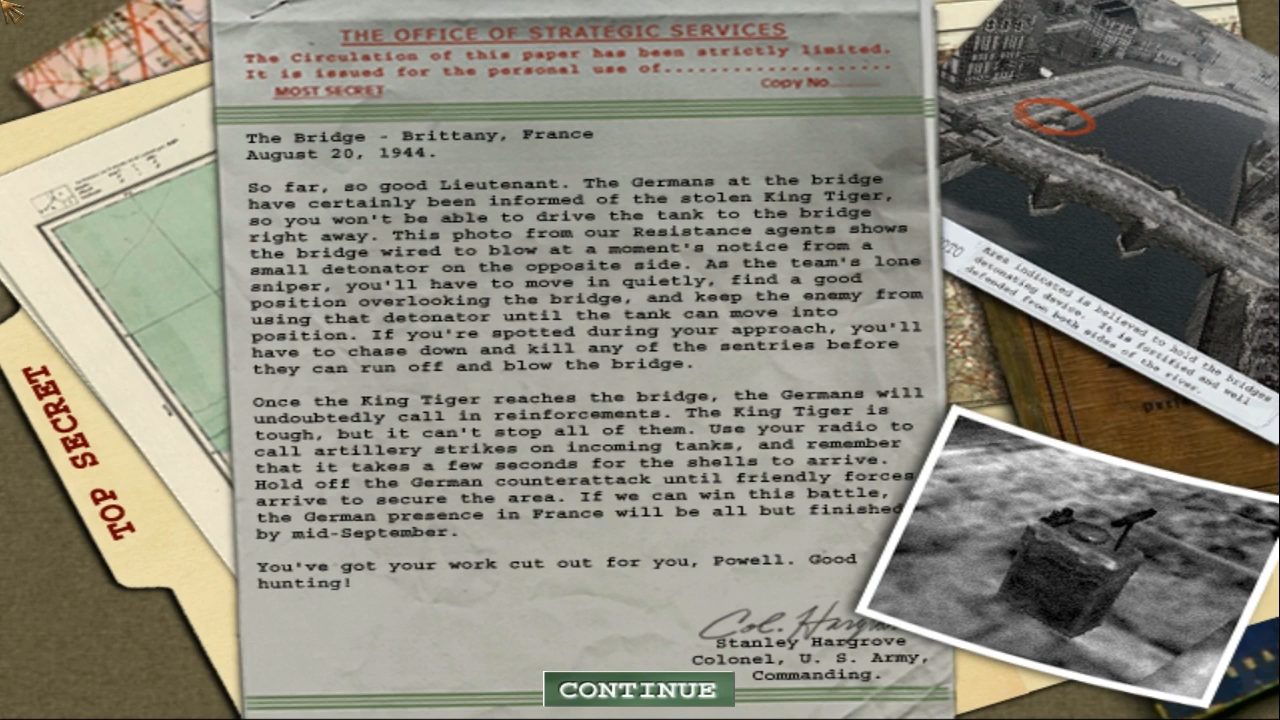 THE OFFICE OF STRATEGIC SERVICES
The Circulation of this paper has been strictly limited.
It is issued for the personal use of....................
MOST SECRET
Copy No.
The Bridge - Brittany, France
August 20, 1944.
So far, so good Lieutenant. The Germans at the bridge
have certainly been informed of the stolen King Tiger,
so you won't be able to drive the tank to the bridge
right away. This photo from our Resistance agents shows
the bridge wired to blow at a moment's notice from a
small detonator on the opposite side. As the team's lone
sniper, you'll have to move in quietly, find a good
position overlooking the bridge, and keep the enemy from
using that detonator until the tank can move into
position. If you're spotted during your approach, you'll
have to chase down and kill any of the sentries before
they can run off and blow the bridge.
Once the King Tiger reaches the bridge, the Germans will
undoubtedly call in reinforcements. The King Tiger is
tough, but it can't stop all of them. Use your radio to
call artillery strikes on incoming tanks, and remember
that it takes a few seconds for the shells to arrive.
Hold off the German counterattack until friendly forces
arrive to secure the area. If we can win this battle,
the German presence in France will be all but finished
by mid-September.
You've got your work cut out for you, Powell. Good
hunting!
Stanley Hargrove
Colonel, U. S. Army,
Commanding.
CONTINUE
TOP SECRET
Area indicated is believed to hold the bridges
detonating device. It is fortified and well
defended from both sides of the river.